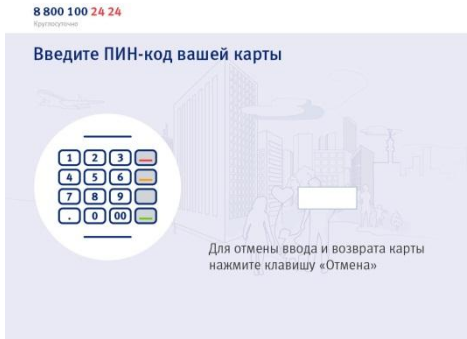 8 800 100 24 24
Круглосуточно
Введите ПИН-код вашей карты
1 2 3
4 5 6
7 8 9
. 0 00
Для отмены ввода и возврата карты
нажмите клавишу «Отмена»